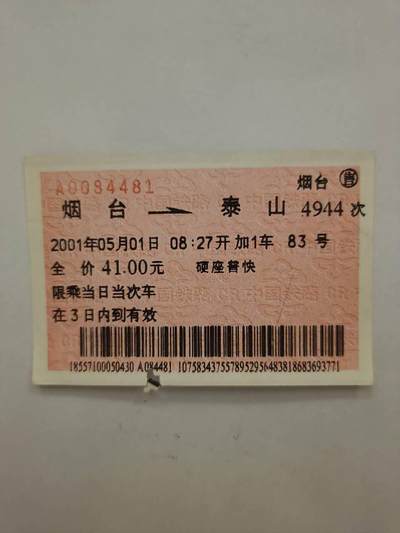 A0084481
烟台 售
烟台 → 泰山 4944 次
2001年05月01日 08:27开 加1车 83 号
全 价 41.00元 硬座普快
限乘当日当次车
在3日内到有效
18557100050430 A084481 10758343755789529564838186836937​71